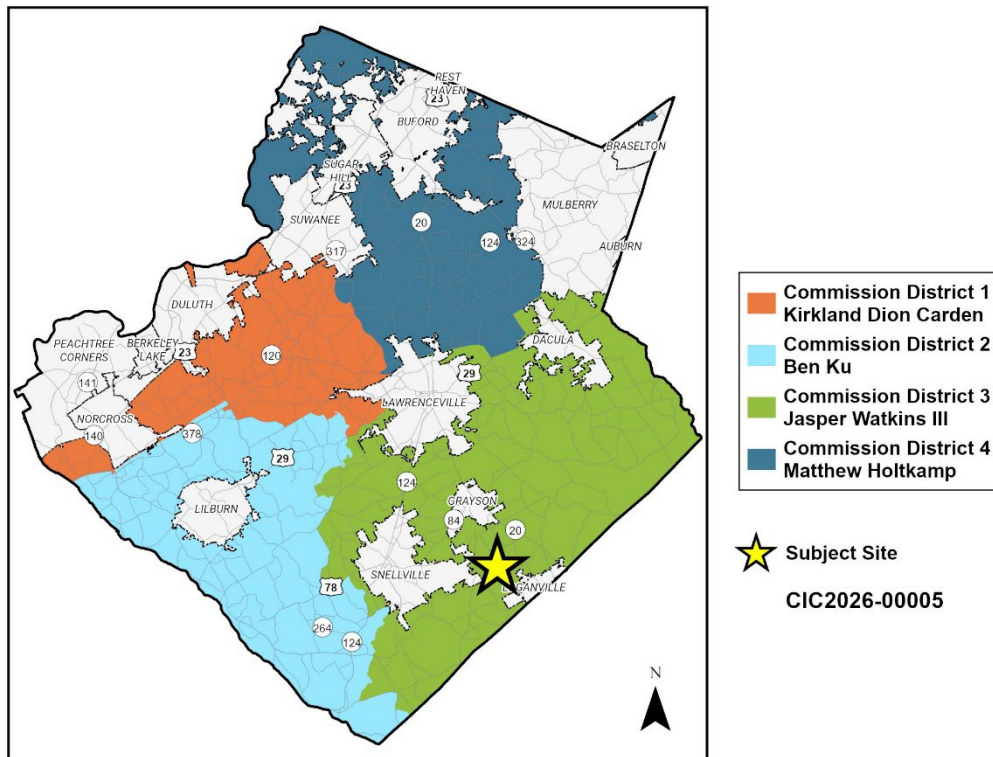 REST
HAVEN
23
BUFORD
BRASELTON
SUGAR
HILL
23
MULBERRY
SUWANEE
20
124
324
AUBURN
317
DULUTH
PEACHTREE
CORNERS
BERKELEY
LAKE
23
120
DACULA
141
29
LAWRENCEVILLE
NORCROSS
140
378
29
124
GRAYSON
LILBURN
84
20
SNELLVILLE
78
264
124
N
Commission District 1
Kirkland Dion Carden
Commission District 2
Ben Ku
Commission District 3
Jasper Watkins III
Commission District 4
Matthew Holtkamp
Subject Site
CIC2026-00005